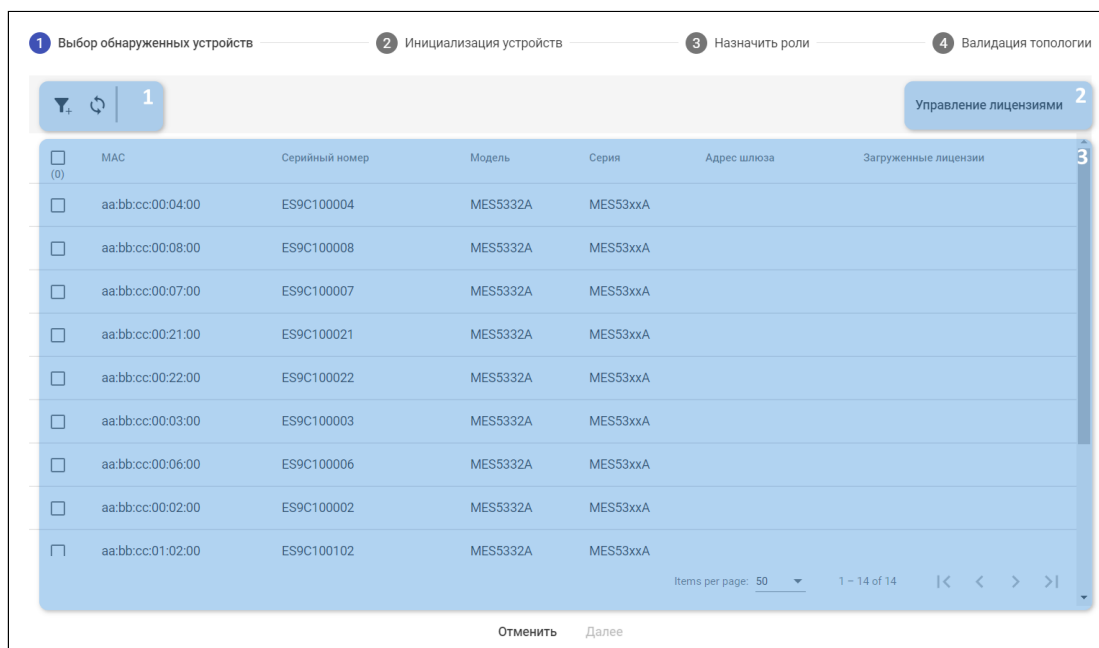 1 Выбор обнаруженных устройств 2 Инициализация устройств 3 Назначить роли 4 Валидация топологии
1 Управление лицензиями 2
3
MAC Серийный номер Модель Серия Адрес шлюза Загруженные лицензии
(0)
aa:bb:cc:00:04:00 ES9C100004 MES5332A MES53xxA
aa:bb:cc:00:08:00 ES9C100008 MES5332A MES53xxA
aa:bb:cc:00:07:00 ES9C100007 MES5332A MES53xxA
aa:bb:cc:00:21:00 ES9C100021 MES5332A MES53xxA
aa:bb:cc:00:22:00 ES9C100022 MES5332A MES53xxA
aa:bb:cc:00:03:00 ES9C100003 MES5332A MES53xxA
aa:bb:cc:00:06:00 ES9C100006 MES5332A MES53xxA
aa:bb:cc:00:02:00 ES9C100002 MES5332A MES53xxA
aa:bb:cc:01:02:00 ES9C100102 MES5332A MES53xxA
Items per page: 50 1 – 14 of 14
Отменить Далее